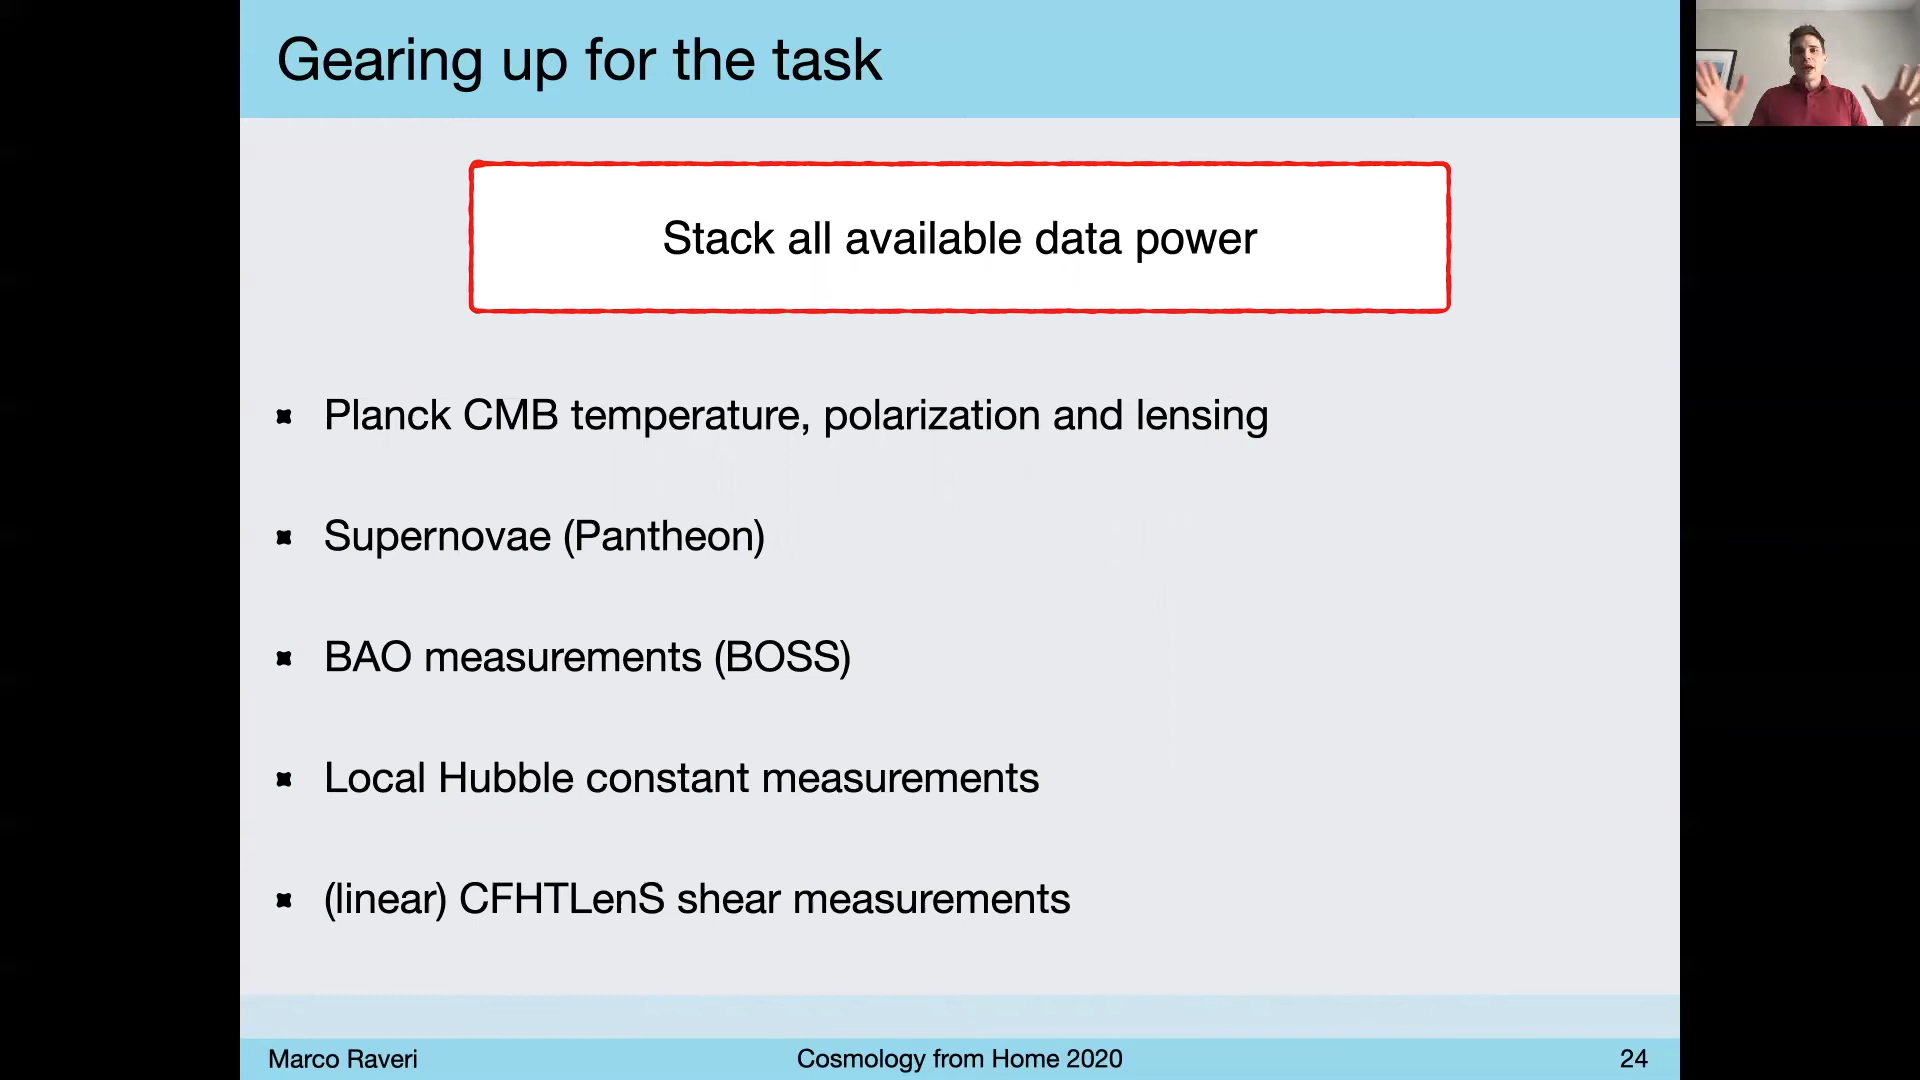 Gearing up for the task
Stack all available data power
Planck CMB temperature, polarization and lensing
Supernovae (Pantheon)
BAO measurements (BOSS)
Local Hubble constant measurements
(linear) CFHTLenS shear measurements
Marco Raveri
Cosmology from Home 2020
24